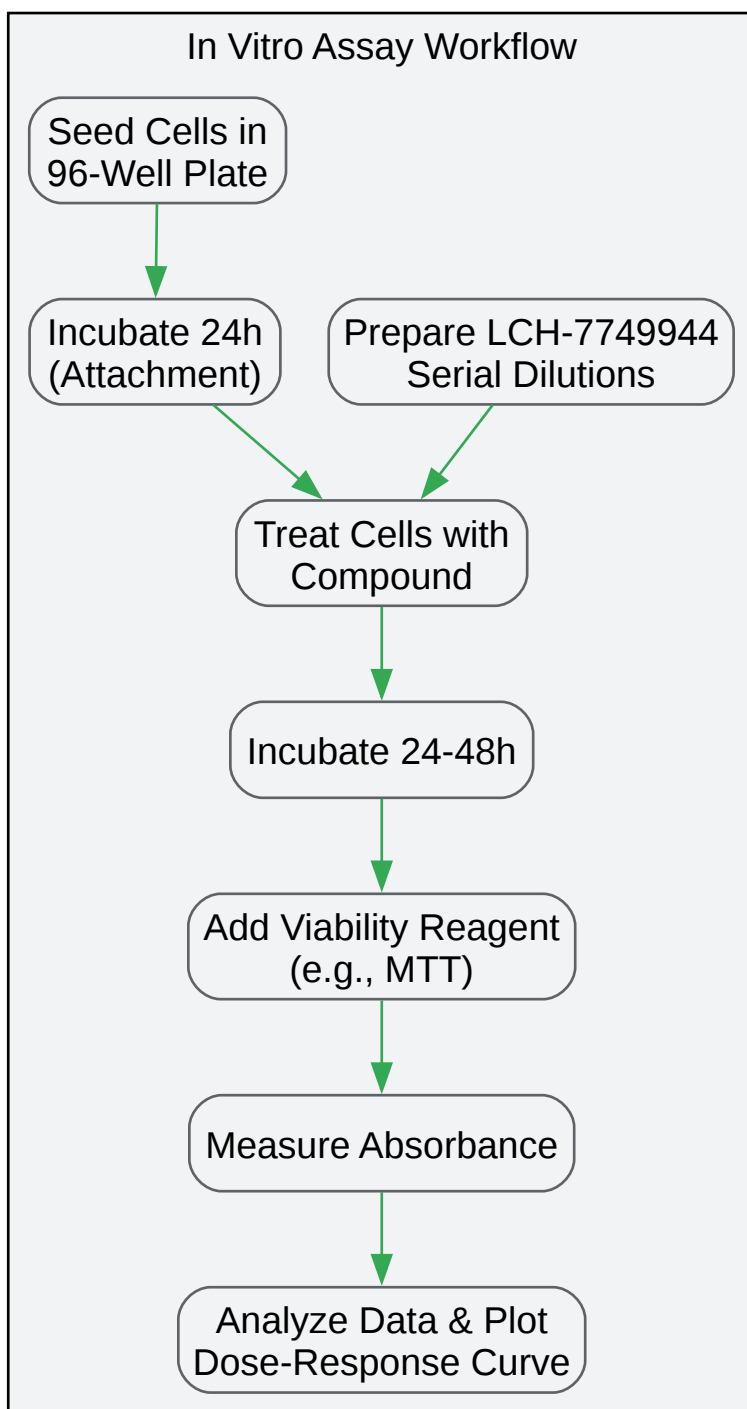 In Vitro Assay Workflow
Seed Cells in
96-Well Plate
Incubate 24h
(Attachment)
Prepare LCH-7749944
Serial Dilutions
Treat Cells with
Compound
Incubate 24-48h
Add Viability Reagent
(e.g., MTT)
Measure Absorbance
Analyze Data & Plot
Dose-Response Curve